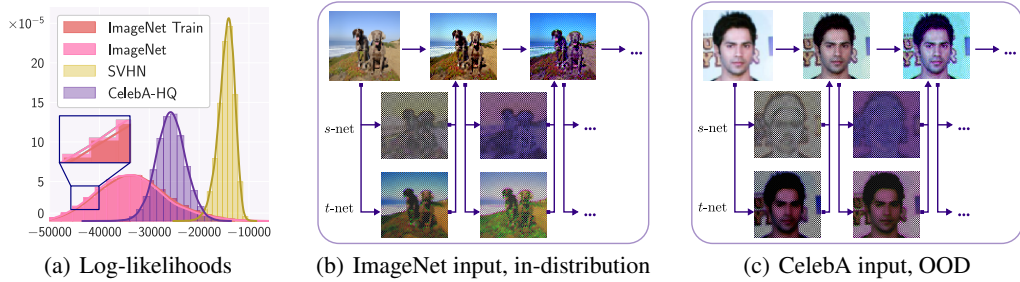 ×10⁻⁵
25
20
15
10
5
0
−50000 −40000 −30000 −20000 −10000
ImageNet Train
ImageNet
SVHN
CelebA-HQ
(a) Log-likelihoods
...
s-net
...
t-net
...
(b) ImageNet input, in-distribution
...
s-net
...
t-net
...
(c) CelebA input, OOD